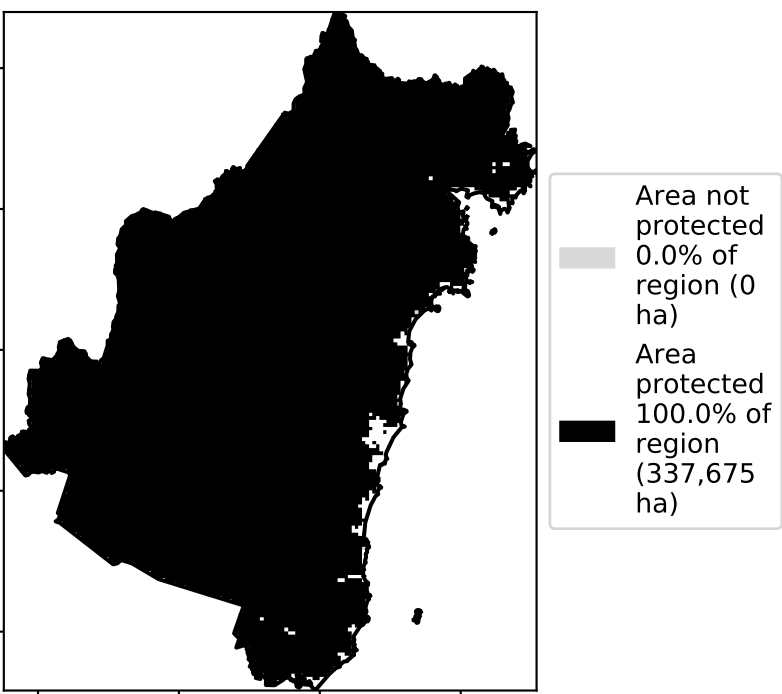 Area not
protected
0.0% of
region (0
ha)
Area
protected
100.0% of
region
(337,675
ha)